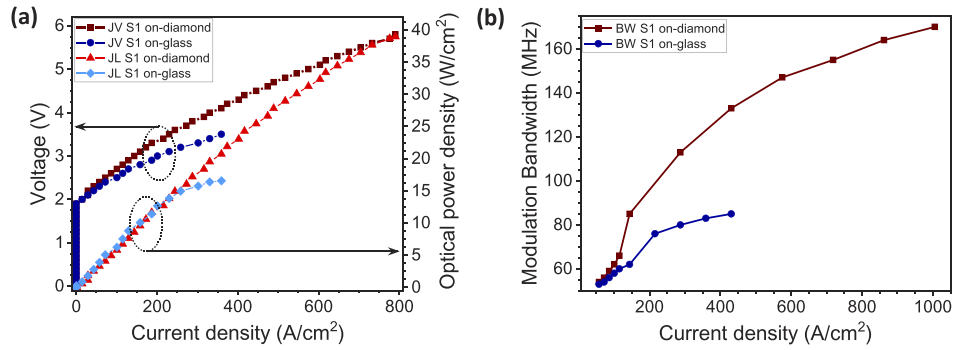 (a)
JV S1 on-diamond
JV S1 on-glass
JL S1 on-diamond
JL S1 on-glass
Voltage (V)
0
1
2
3
4
5
6
0
200
400
600
800
Current density (A/cm²)
0
5
10
15
20
25
30
35
40
Optical power density (W/cm²)
(b)
BW S1 on-diamond
BW S1 on-glass
Modulation Bandwidth (MHz)
60
80
100
120
140
160
200
400
600
800
1000
Current density (A/cm²)